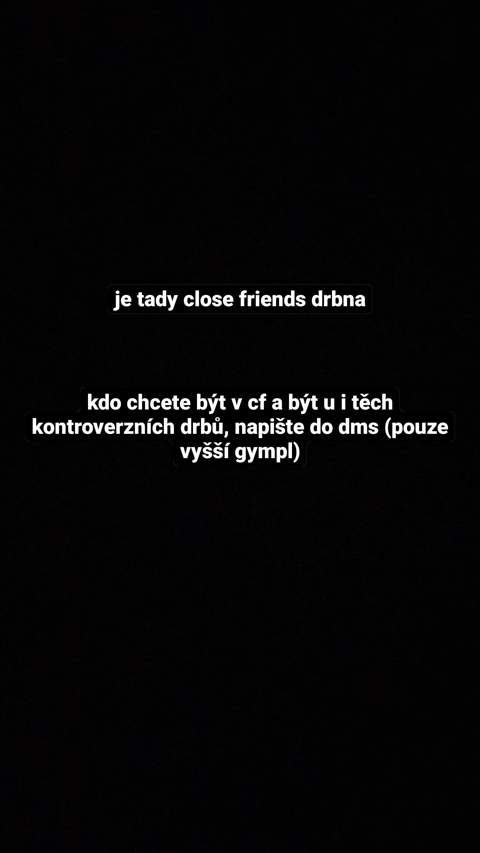 je tady close friends drbna
kdo chcete být v cf a být u i těch
kontroverzních drbů, napište do dms (pouze
vyšší gympl)